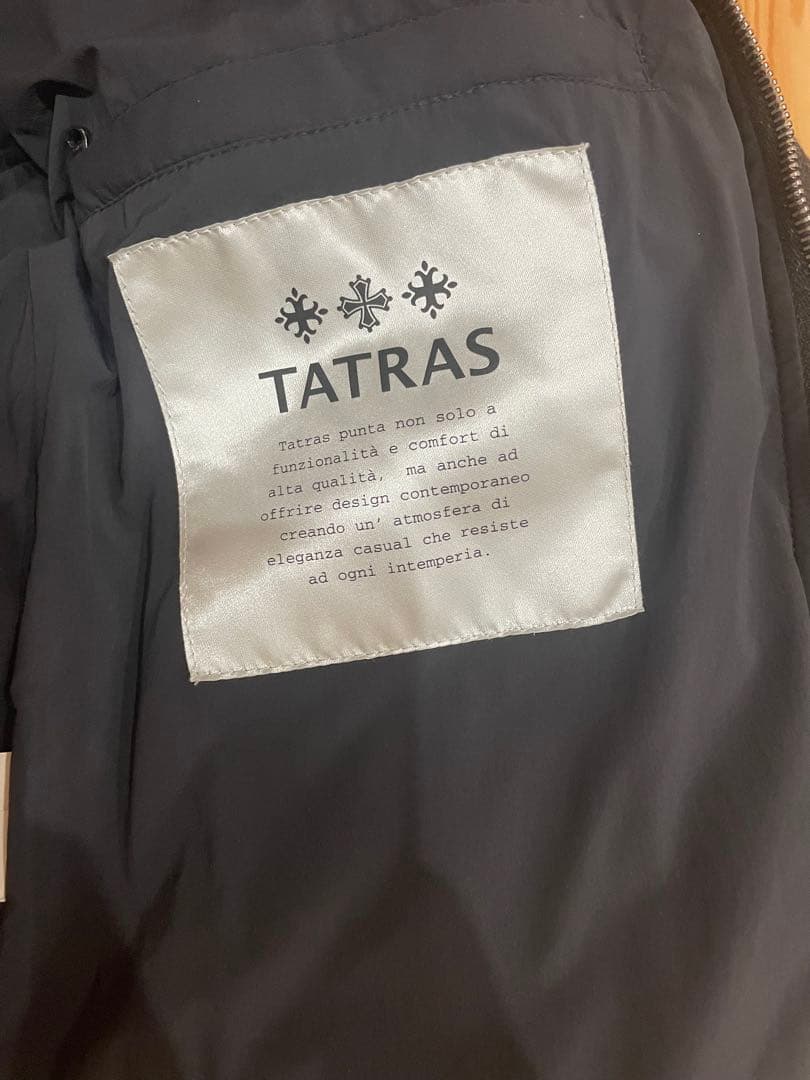 TATRAS
Tatras punta non solo a
funzionalità e comfort di
alta qualità, ma anche ad
offrire design contemporaneo
creando un' atmosfera di
eleganza casual che resiste
ad ogni intemperia.